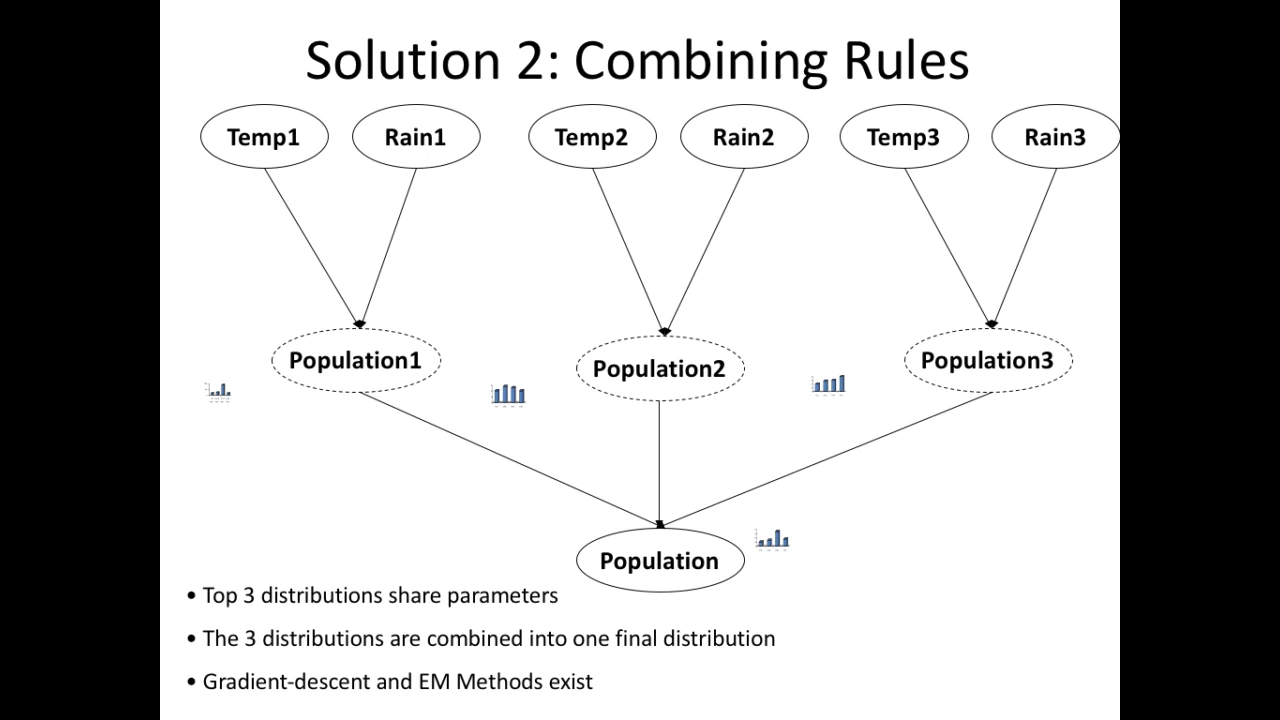 Solution 2: Combining Rules
Temp1 Rain1 Temp2 Rain2 Temp3 Rain3
Population1 Population2 Population3
Population
• Top 3 distributions share parameters
• The 3 distributions are combined into one final distribution
• Gradient-descent and EM Methods exist